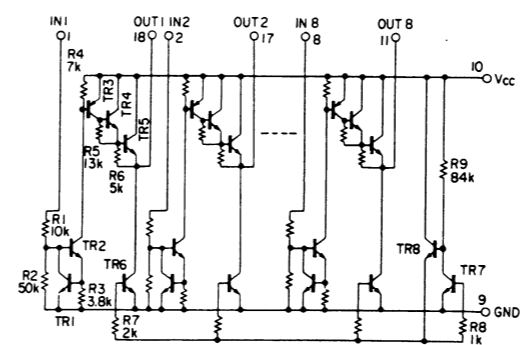 IN1 OUT1 IN2 OUT2 IN8 OUT8
1 18 2 17 8 11
R4
7k
TR3
TR4
TR5
10
Vcc
R5
13k
R6
5k
R9
84k
R1
10k
TR2
TR8
R2
50k
TR6
TR7
R3
3.8k
9
GND
TR1
R7
2k
R8
1k